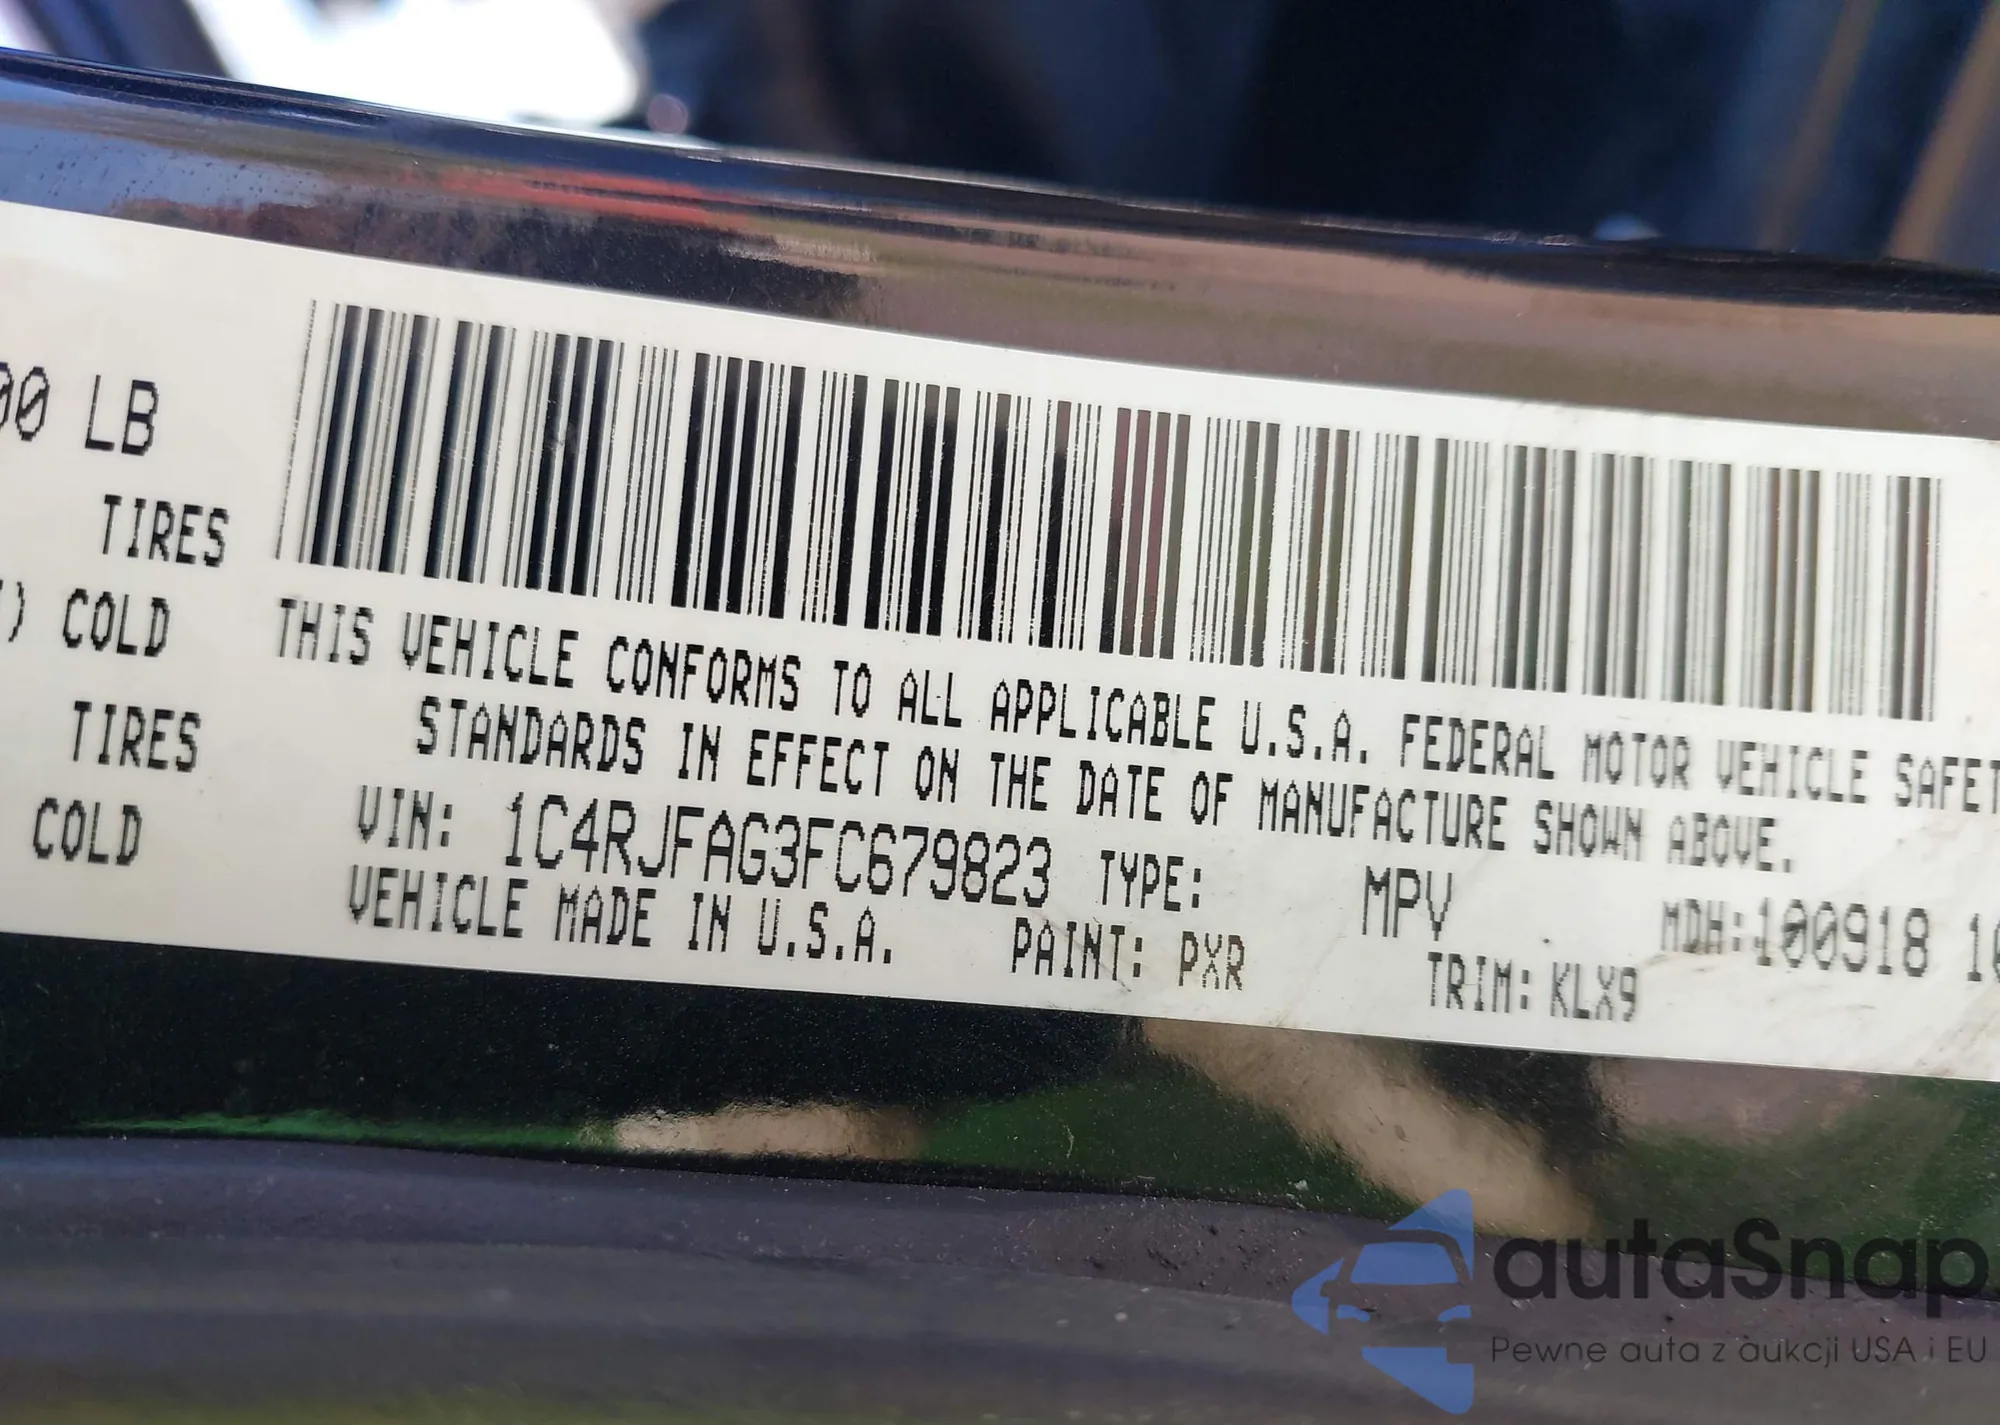 00 LB
TIRES
) COLD
TIRES
COLD
THIS VEHICLE CONFORMS TO ALL APPLICABLE U.S.A. FEDERAL MOTOR VEHICLE SAFET
STANDARDS IN EFFECT ON THE DATE OF MANUFACTURE SHOWN ABOVE.
VIN: 1C4RJFAG3FC679823 TYPE: MPV MDH:100918 1
VEHICLE MADE IN U.S.A. PAINT: PXR TRIM: KLX9
autaSnap
Pewne auta z aukcji USA i EU